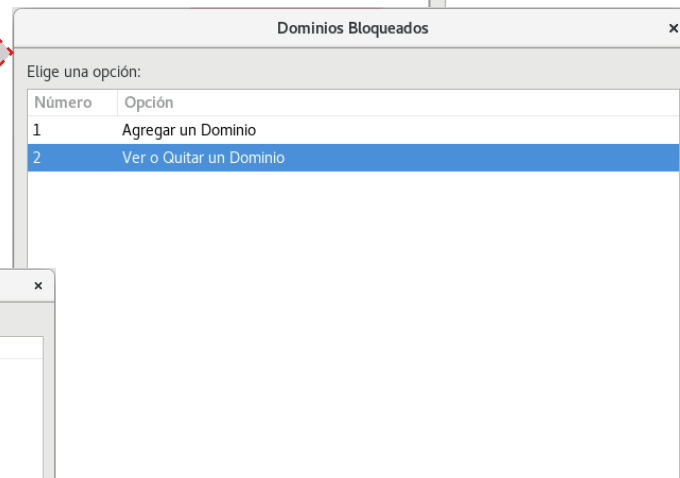 Dominios Bloqueados
Elige una opción:
Número Opción
1 Agregar un Dominio
2 Ver o Quitar un Dominio